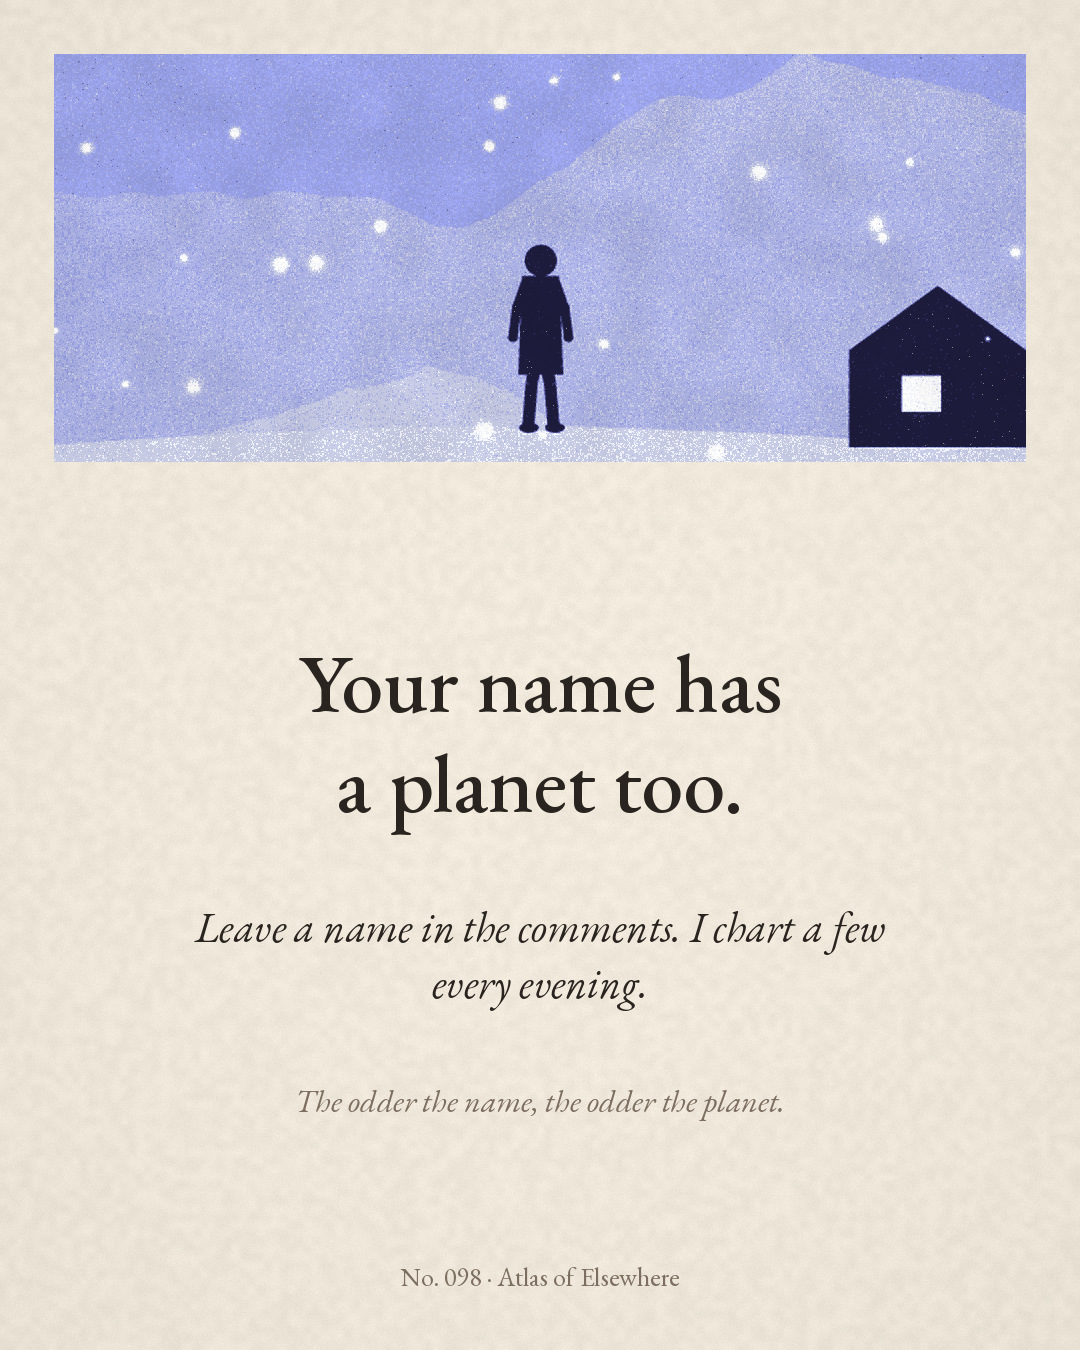 Your name has
a planet too.
Leave a name in the comments. I chart a few
every evening.
The odder the name, the odder the planet.
No. 098 · Atlas of Elsewhere